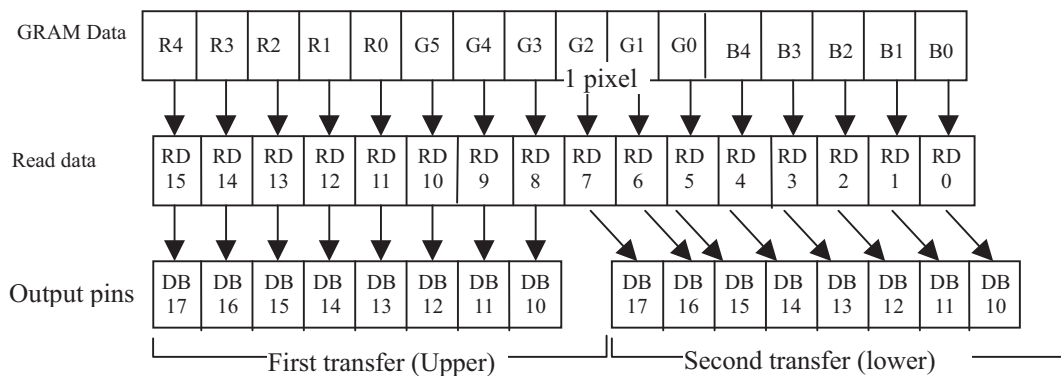 GRAM Data R4 R3 R2 R1 R0 G5 G4 G3 G2 G1 G0 B4 B3 B2 B1 B0
1 pixel
Read data RD 15 RD 14 RD 13 RD 12 RD 11 RD 10 RD 9 RD 8 RD 7 RD 6 RD 5 RD 4 RD 3 RD 2 RD 1 RD 0
Output pins DB 17 DB 16 DB 15 DB 14 DB 13 DB 12 DB 11 DB 10 DB 17 DB 16 DB 15 DB 14 DB 13 DB 12 DB 11 DB 10
First transfer (Upper) Second transfer (lower)